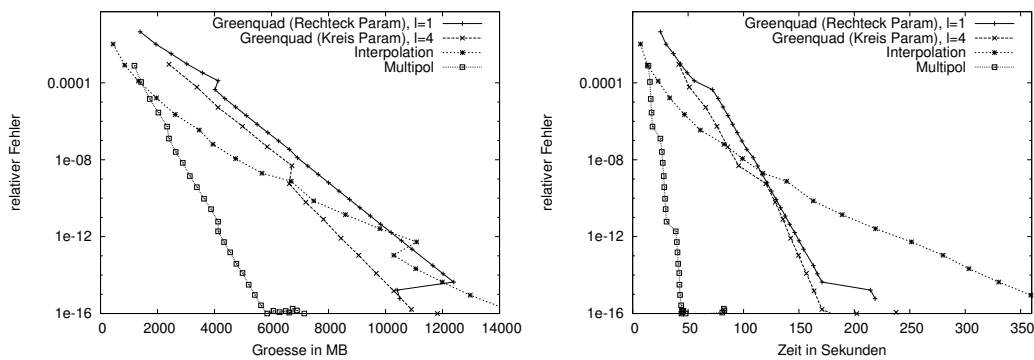 Greenquad (Rechteck Param), l=1
Greenquad (Kreis Param), l=4
Interpolation
Multipol
relativer Fehler
0.0001
1e-08
1e-12
1e-16
0 2000 4000 6000 8000 10000 12000 14000
Groesse in MB
Greenquad (Rechteck Param), l=1
Greenquad (Kreis Param), l=4
Interpolation
Multipol
relativer Fehler
0.0001
1e-08
1e-12
1e-16
0 50 100 150 200 250 300 350
Zeit in Sekunden